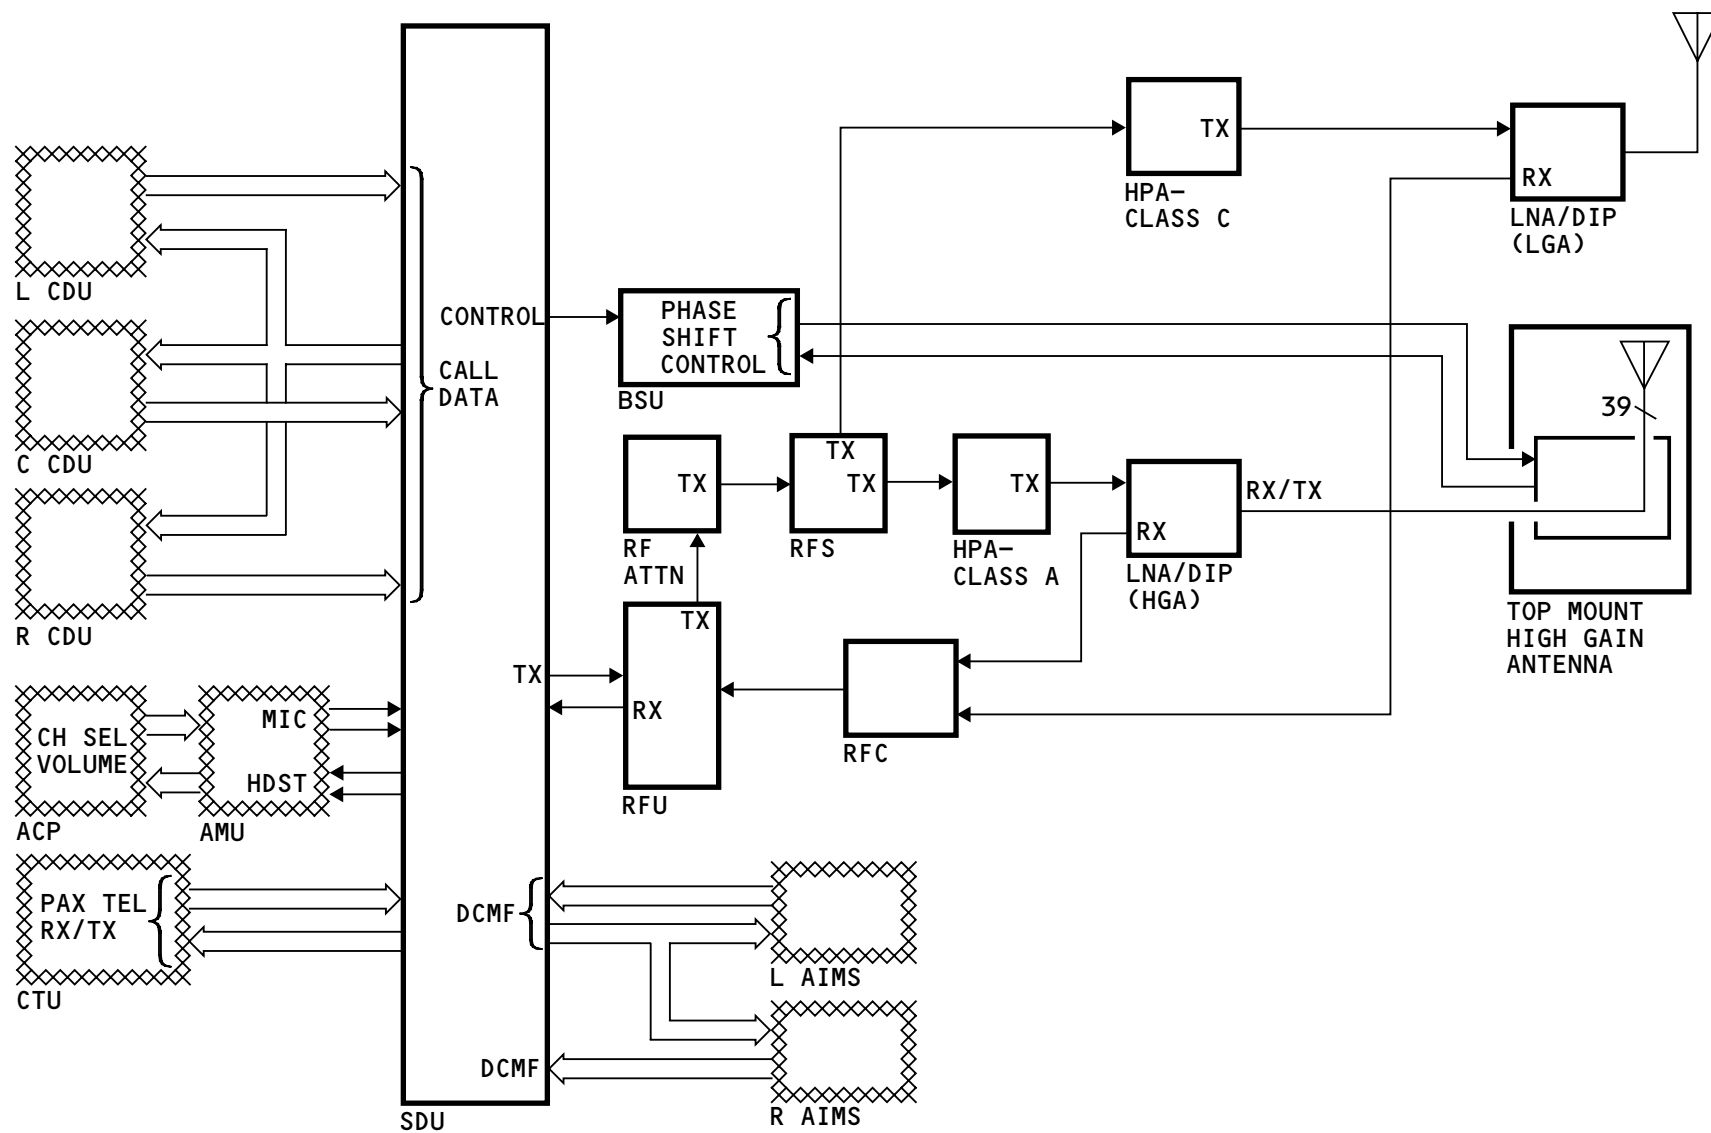 TX
HPA-
CLASS C
RX
LNA/DIP
(LGA)
L CDU
CONTROL
CALL
DATA
PHASE
SHIFT
CONTROL
BSU
C CDU
39
TX
RF
ATTN
TX
TX
RFS
TX
HPA-
CLASS A
RX
RX/TX
LNA/DIP
(HGA)
TOP MOUNT
HIGH GAIN
ANTENNA
R CDU
TX
TX
RX
RFU
RFC
CH SEL
VOLUME
ACP
MIC
HDST
AMU
PAX TEL
RX/TX
CTU
DCMF
L AIMS
DCMF
R AIMS
SDU